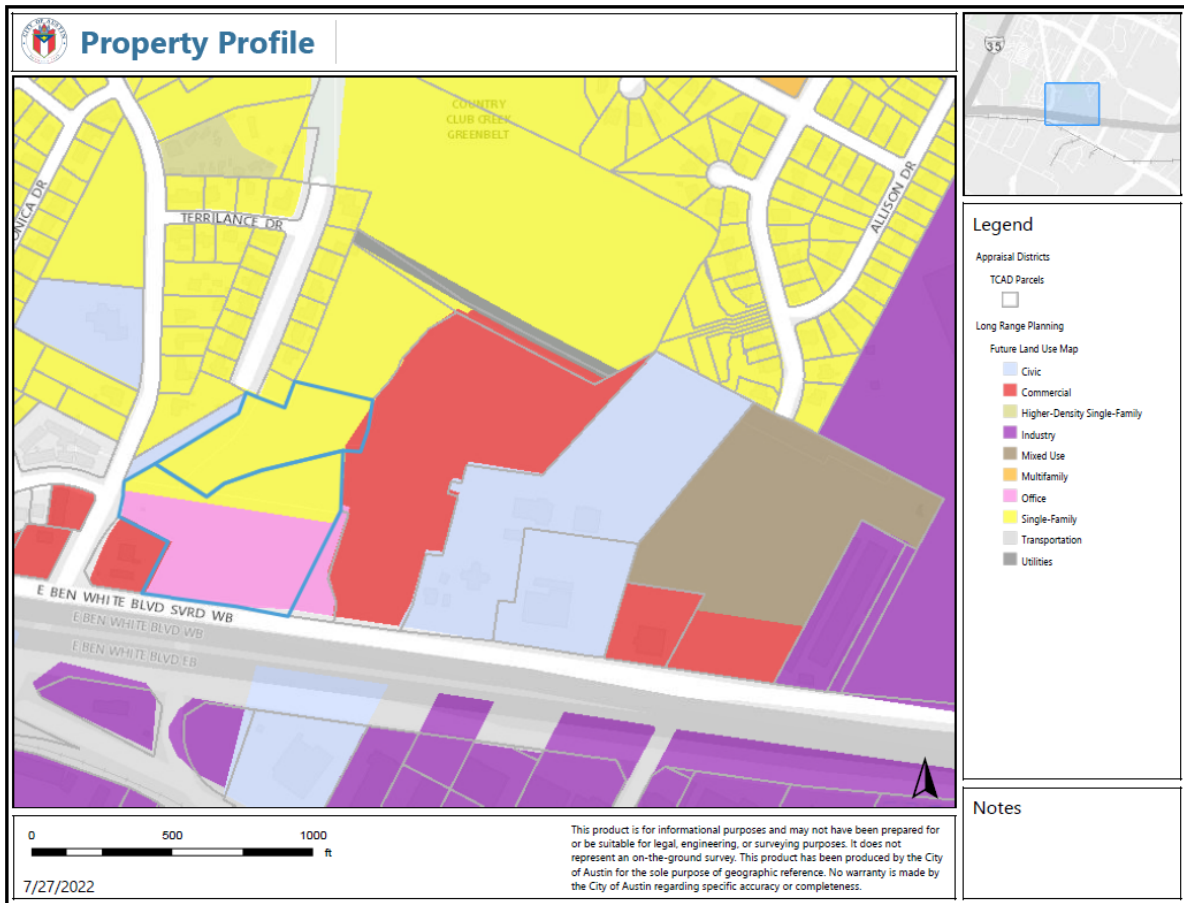 Property Profile
35
COUNTRY
CLUB CREEK
GREENBELT
ONICA DR
TERRILANCE DR
ALLISON DR
E BEN WHITE BLVD SVRD WB
E BEN WHITE BLVD WB
E BEN WHITE BLVD EB
Legend
Appraisal Districts
TCAD Parcels
Long Range Planning
Future Land Use Map
Civic
Commercial
Higher-Density Single-Family
Industry
Mixed Use
Multifamily
Office
Single-Family
Transportation
Utilities
Notes
0 500 1000
ft
7/27/2022
This product is for informational purposes and may not have been prepared for
or be suitable for legal, engineering, or surveying purposes. It does not
represent an on-the-ground survey. This product has been produced by the City
of Austin for the sole purpose of geographic reference. No warranty is made by
the City of Austin regarding specific accuracy or completeness.